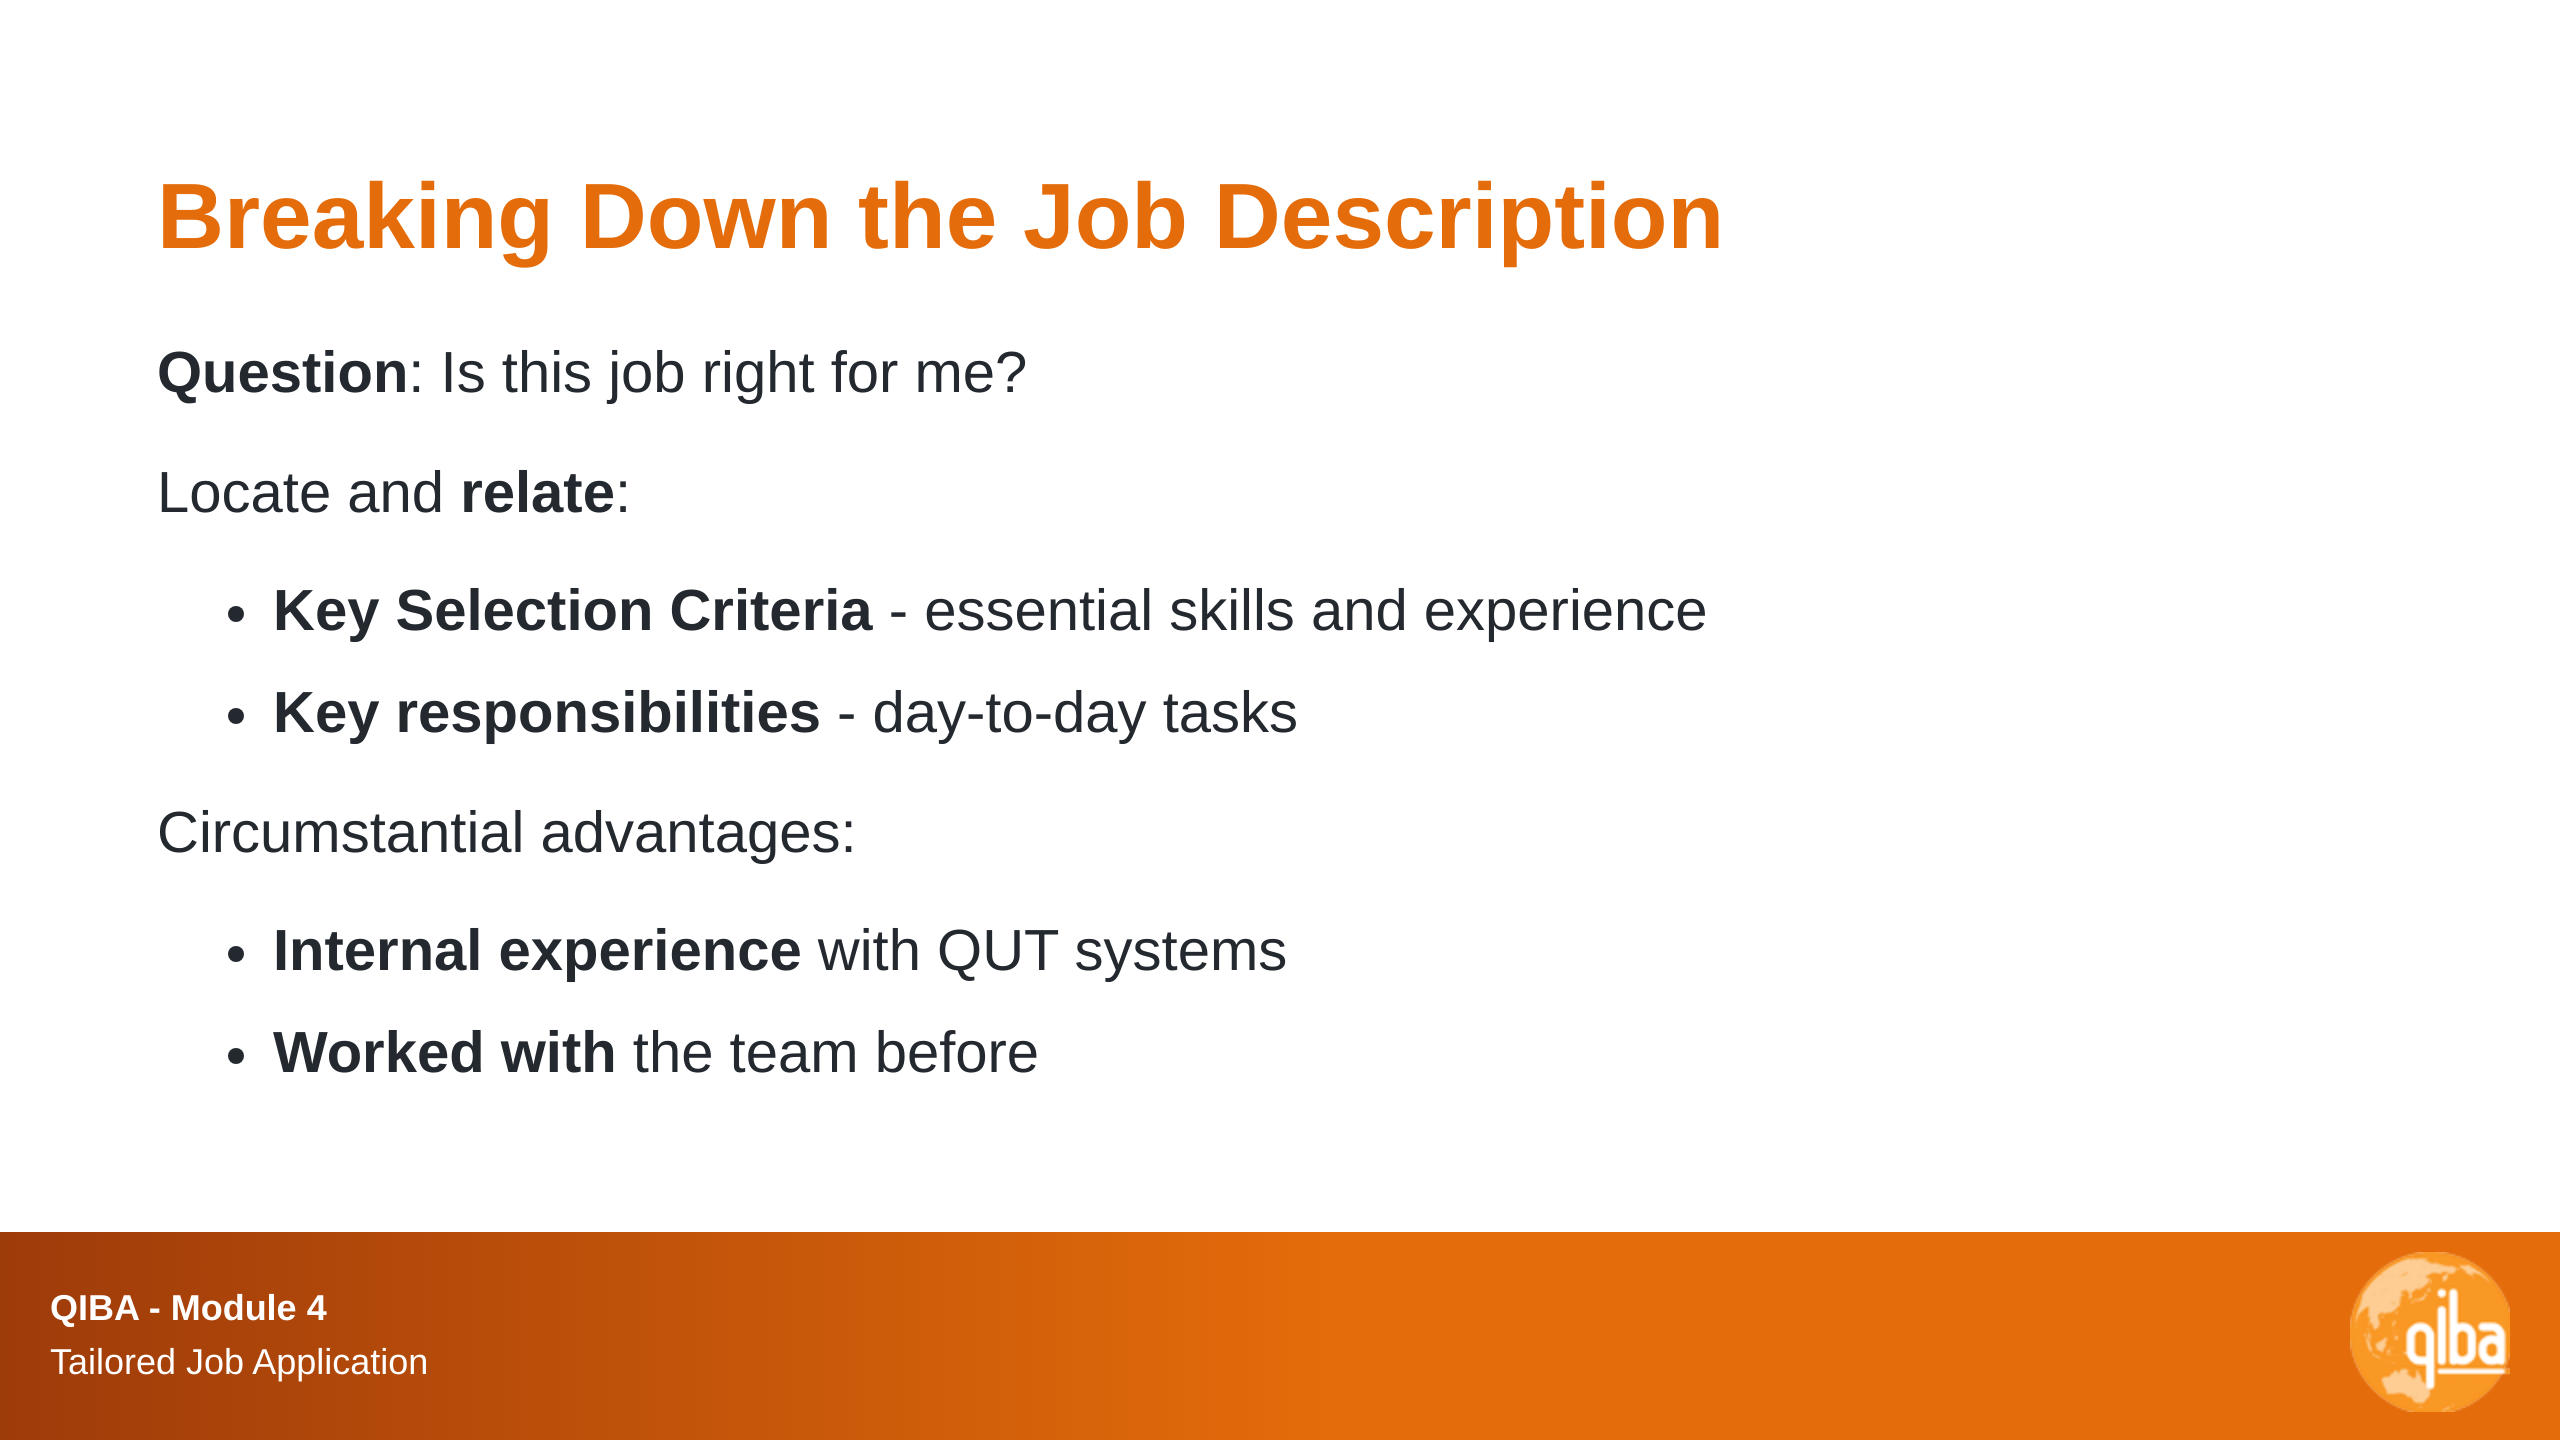 Breaking Down the Job Description
Question: Is this job right for me?
Locate and relate:
• Key Selection Criteria - essential skills and experience
• Key responsibilities - day-to-day tasks
Circumstantial advantages:
• Internal experience with QUT systems
• Worked with the team before
QIBA - Module 4
Tailored Job Application
qiba